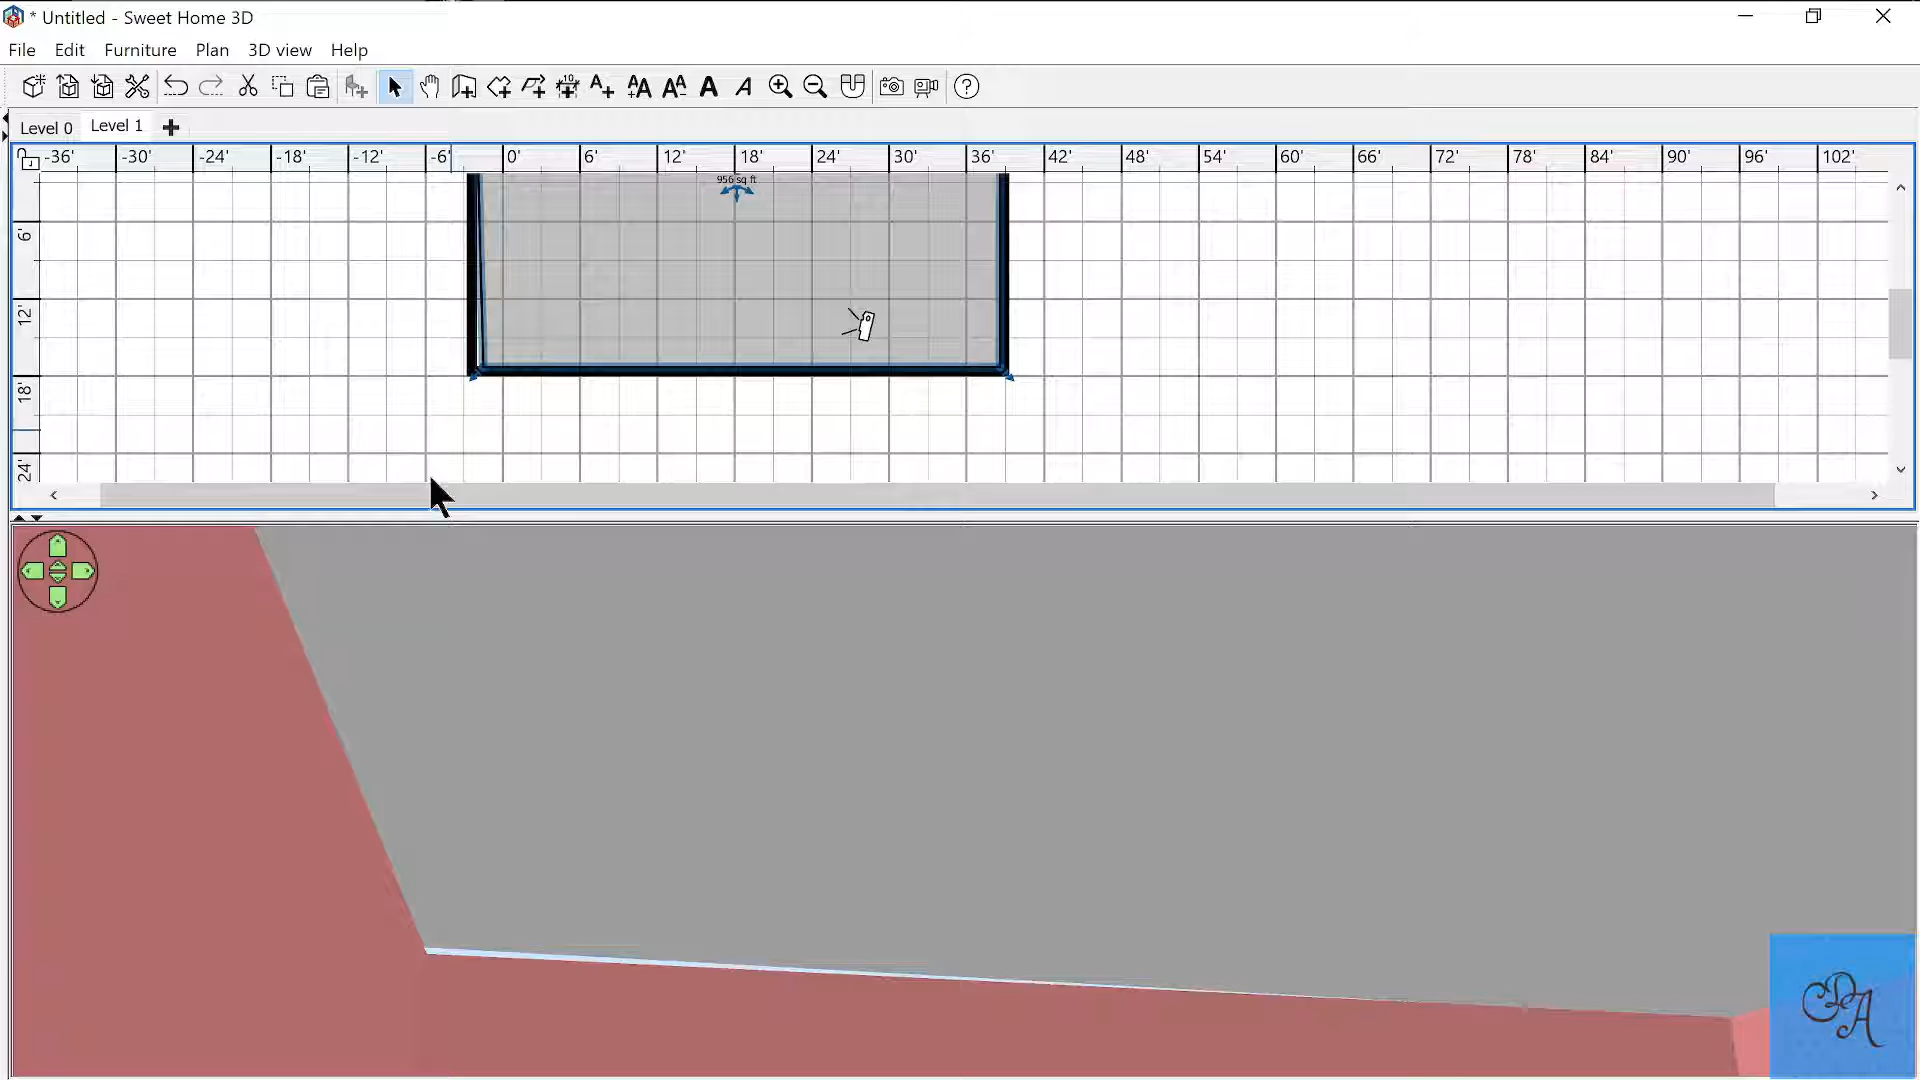 * Untitled - Sweet Home 3D
File Edit Furniture Plan 3D view Help
Level 0 Level 1
-36' -30' -24' -18' -12' -6' 0' 6' 12' 18' 24' 30' 36' 42' 48' 54' 60' 66' 72' 78' 84' 90' 96' 102'
956 sq ft
6'
12'
18'
24'